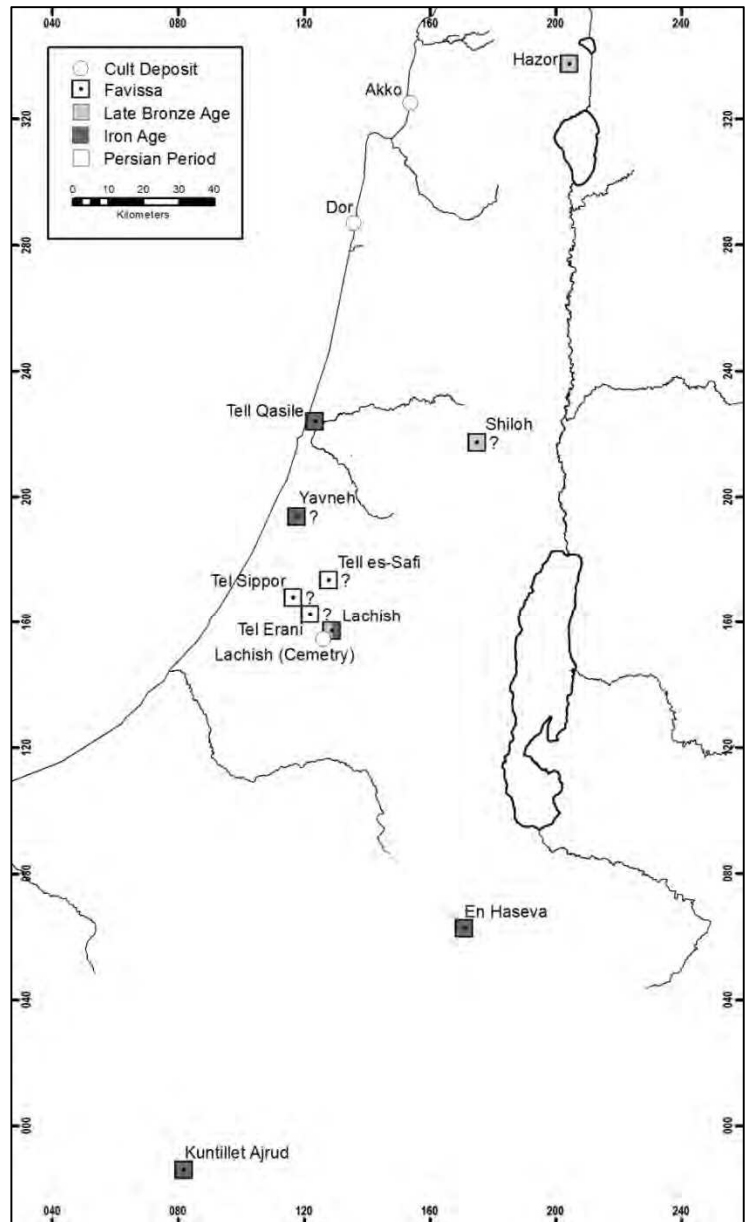 040 080 120 160 200 240
Cult Deposit
Favissa
Late Bronze Age
Iron Age
Persian Period
0 10 20 30 40
Kilometers
Hazor
Akko
320
320
Dor
280
280
240
240
Tell Qasile
Shiloh
?
200
200
Yavneh
?
Tell es-Safi
?
Tel Sippor
?
160
160
?
Tel Erani
Lachish
Lachish (Cemetry)
120
120
080
080
En Haseva
040
040
000
000
Kuntillet Ajrud
040 080 120 160 200 240